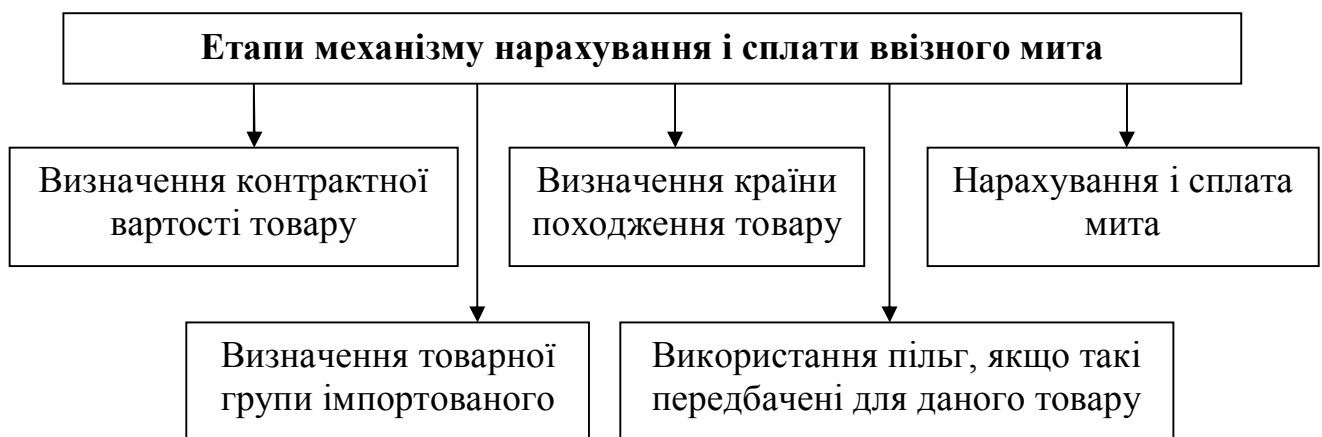 Етапи механізму нарахування і сплати ввізного мита
Визначення контрактної
вартості товару
Визначення країни
походження товару
Нарахування і сплата
мита
Визначення товарної
групи імпортованого
Використання пільг, якщо такі
передбачені для даного товару